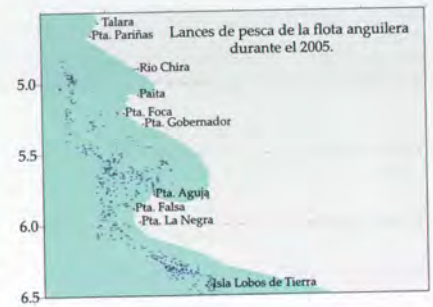 Lances de pesca de la flota anguilera
durante el 2005.
Talara
Pta. Pariñas
Rio Chira
Paita
Pta. Foca
Pta. Gobernador
Pta. Aguja
Pta. Falsa
Pta. La Negra
Isla Lobos de Tierra
5.0
5.5
6.0
6.5